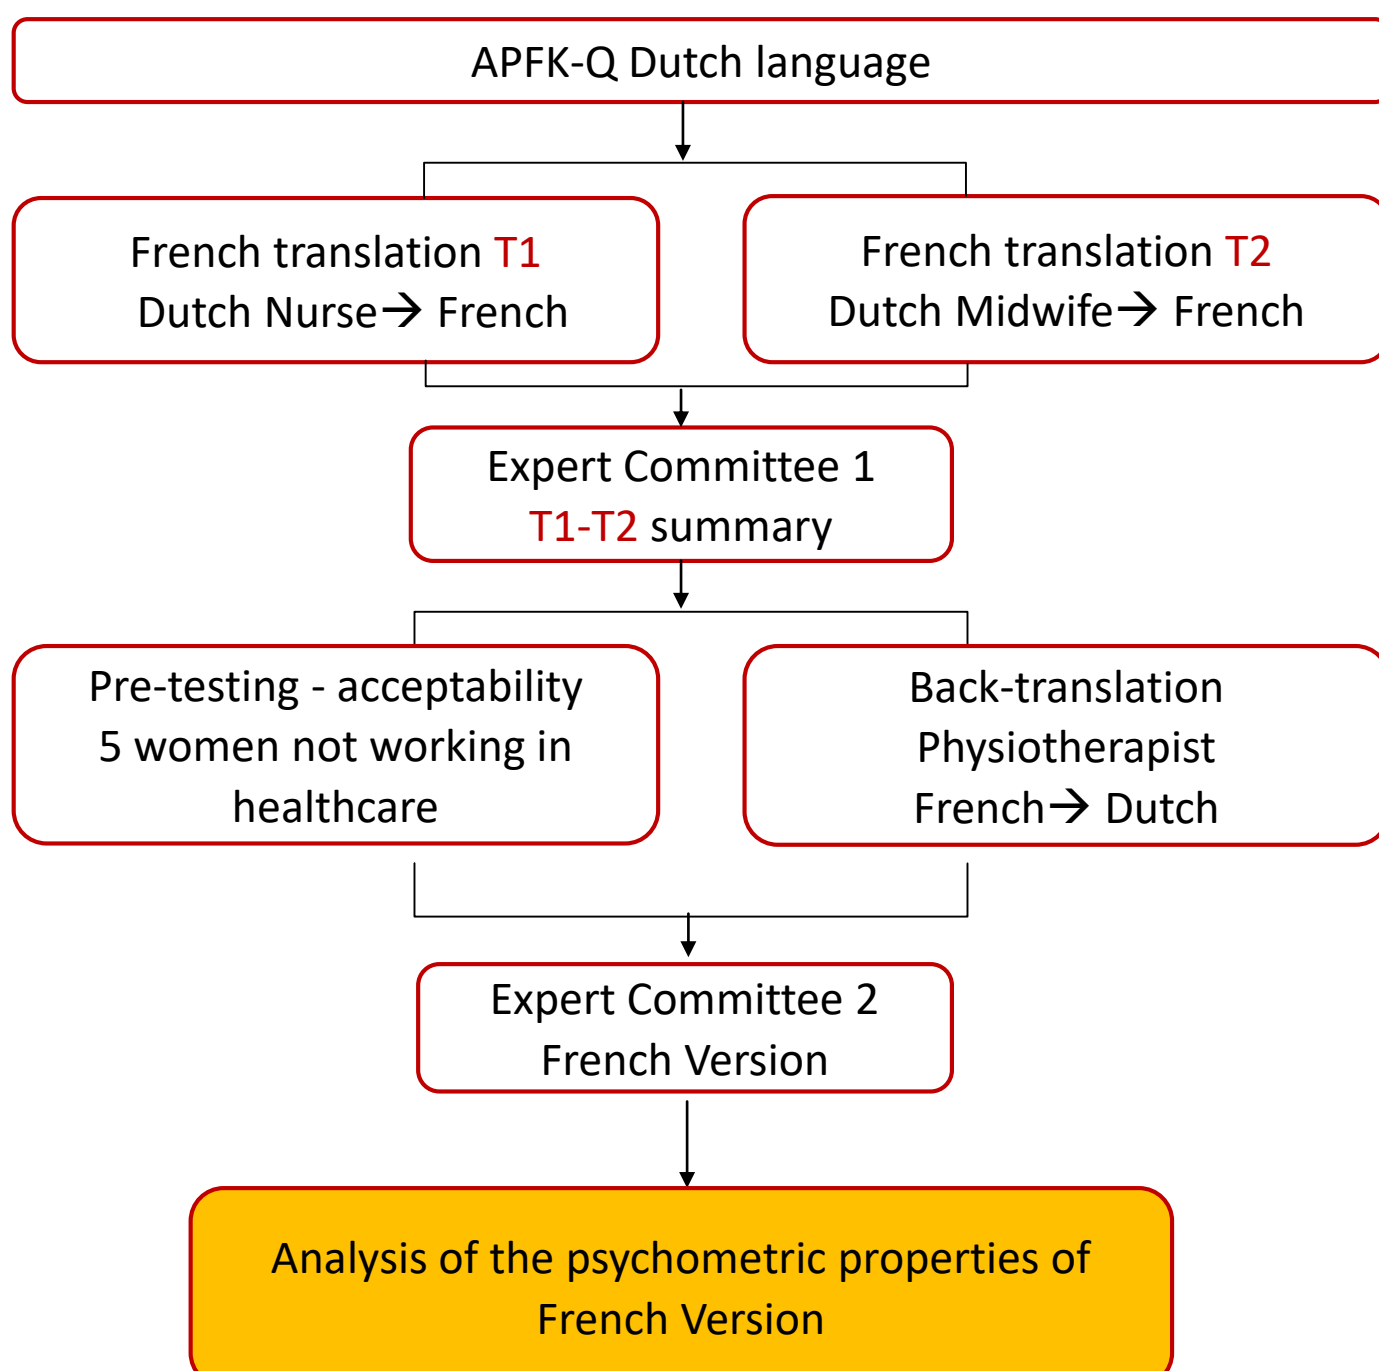 APFK-Q Dutch language
French translation T1
Dutch Nurse→ French
French translation T2
Dutch Midwife→ French
Expert Committee 1
T1-T2 summary
Pre-testing - acceptability
5 women not working in
healthcare
Back-translation
Physiotherapist
French→ Dutch
Expert Committee 2
French Version
Analysis of the psychometric properties of
French Version